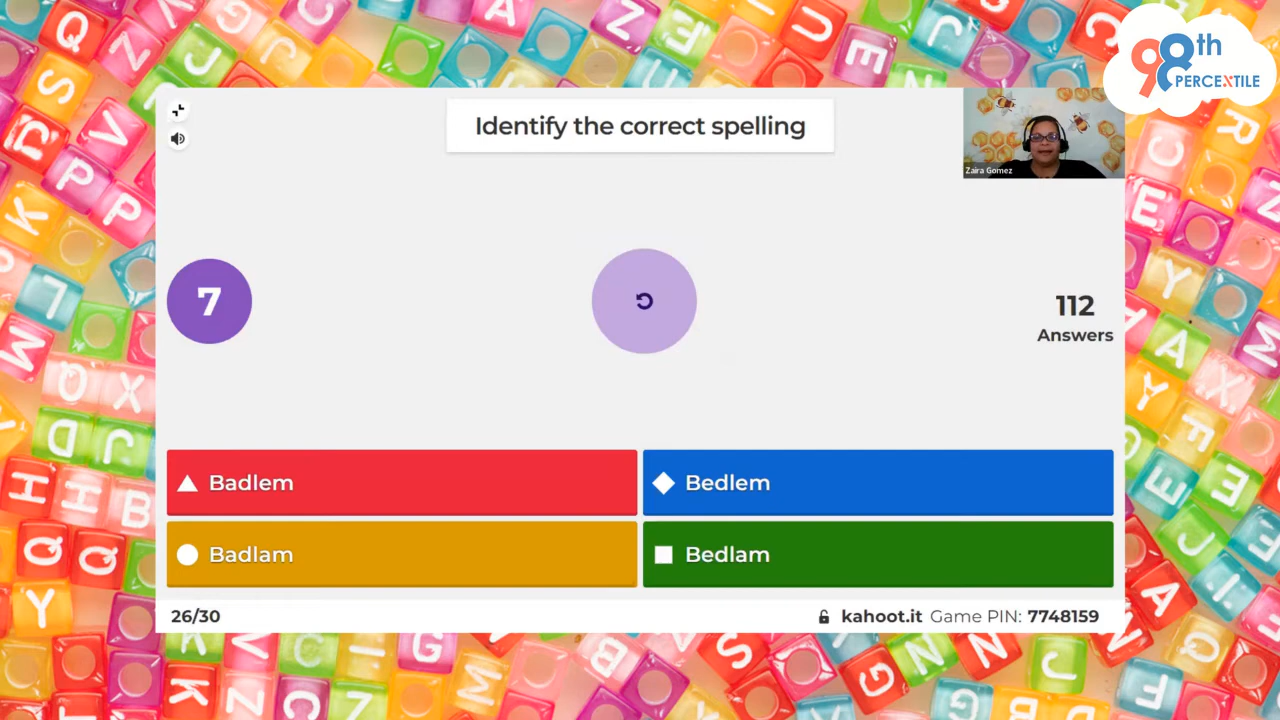 98th
PERCEXTILE
Identify the correct spelling
Zaira Gomez
7
112
Answers
Badlem
Bedlem
Badlam
Bedlam
26/30
kahoot.it Game PIN: 7748159